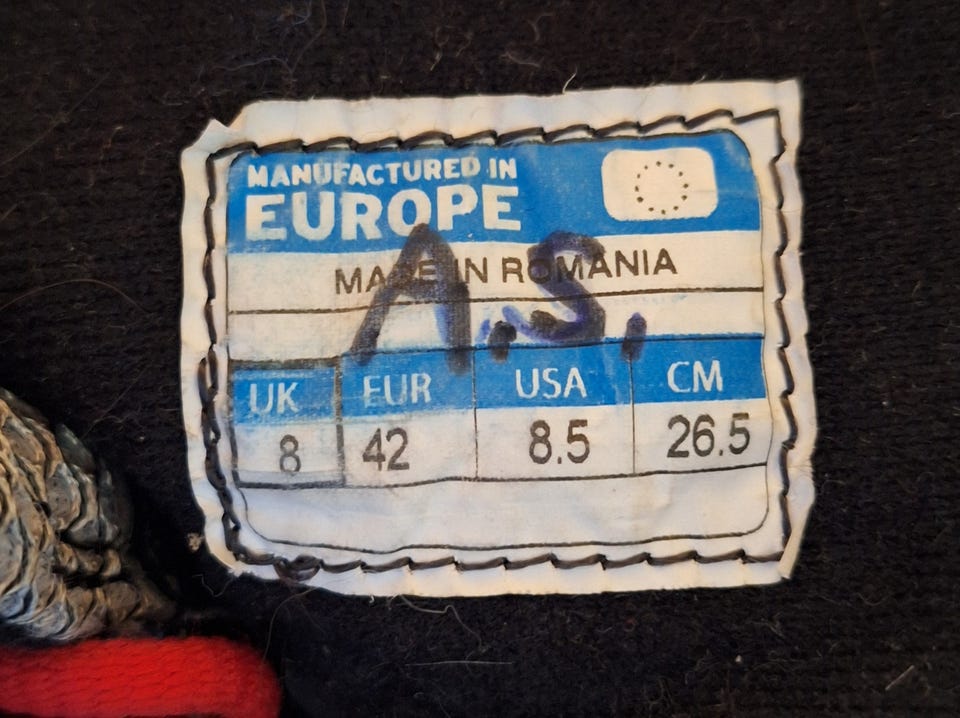 MANUFACTURED IN
EUROPE
MADE IN ROMANIA
A.S.
UK EUR USA CM
8 42 8.5 26.5